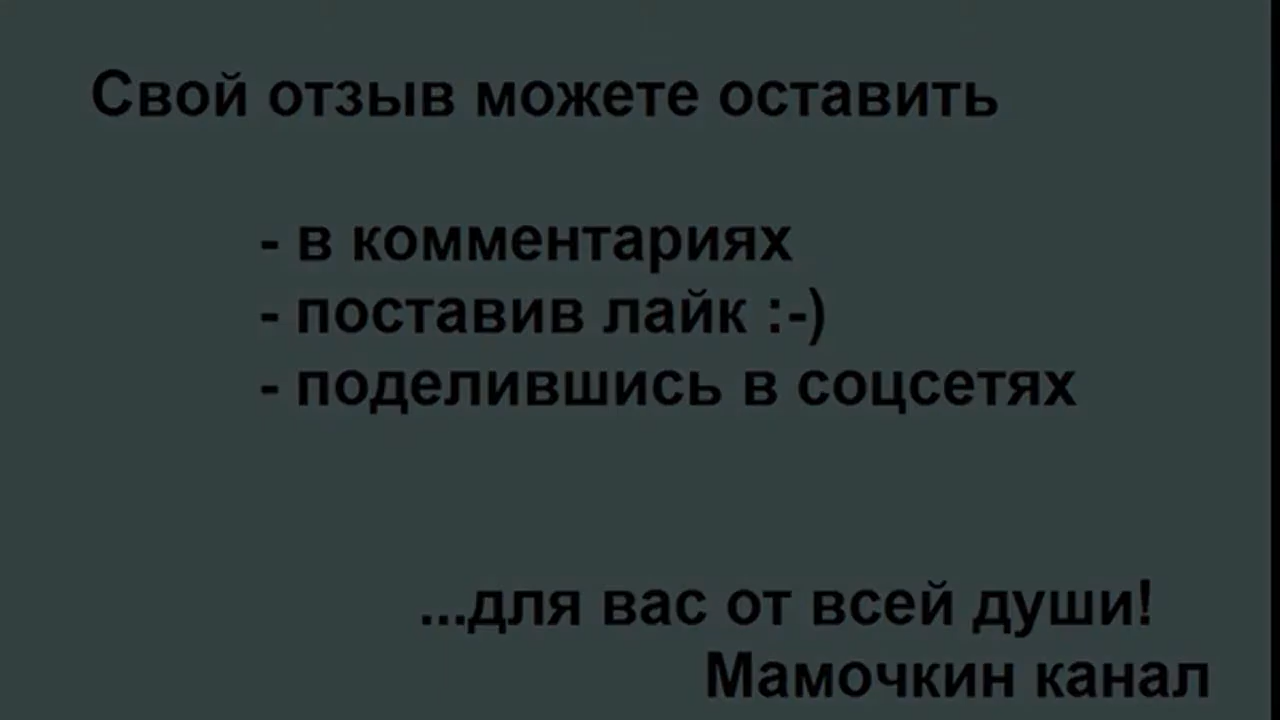 Свой отзыв можете оставить
- в комментариях
- поставив лайк :-)
- поделившись в соцсетях
...для вас от всей души!
Мамочкин канал